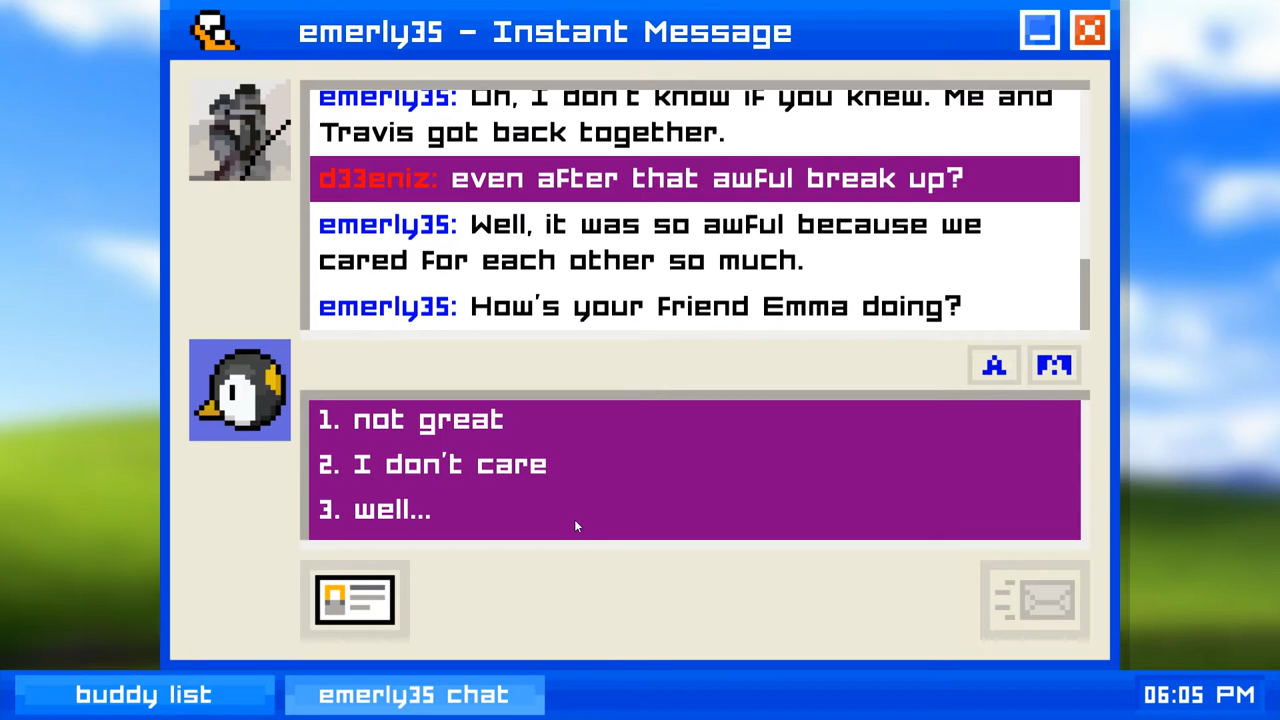 emerly35 - Instant Message
emerly35: Oh, I don't know if you knew. Me and
Travis got back together.
d33eniz: even after that awful break up?
emerly35: Well, it was so awful because we
cared for each other so much.
emerly35: How's your friend Emma doing?
A
1. not great
2. I don't care
3. well...
buddy list
emerly35 chat
06:05 PM